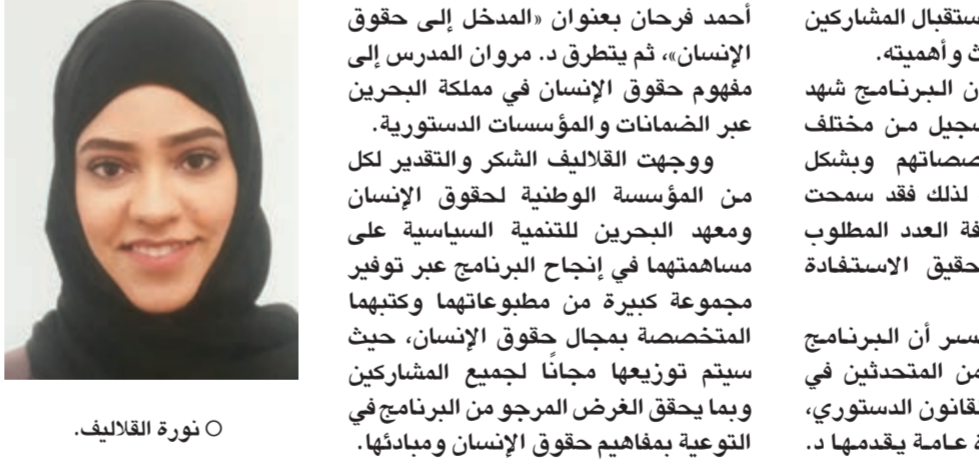 ستقبال المشاركين
ث وأهميته.
ن البرنامج شهد
جيل من مختلف
صصاتهم وبشكل
لذلك فقد سمحت
فة العدد المطلوب
حقيق الاستفادة
سر أن البرنامج
من المتحدثين في
قانون الدستوري،
ة عامة يقدمها د.
أحمد فرحان بعنوان «المدخل إلى حقوق
الإنسان»، ثم يتطرق د. مروان المدرس إلى
مفهوم حقوق الإنسان في مملكة البحرين
عبر الضمانات والمؤسسات الدستورية.
ووجهت القلاليف الشكر والتقدير لكل
من المؤسسة الوطنية لحقوق الإنسان
ومعهد البحرين للتنمية السياسية على
مساهمتهما في إنجاح البرنامج عبر توفير
مجموعة كبيرة من مطبوعاتهما وكتبهما
المتخصصة بمجال حقوق الإنسان، حيث
سيتم توزيعها مجانًا لجميع المشاركين
وبما يحقق الغرض المرجو من البرنامج في
التوعية بمفاهيم حقوق الإنسان ومبادئها.
○ نورة القلاليف.